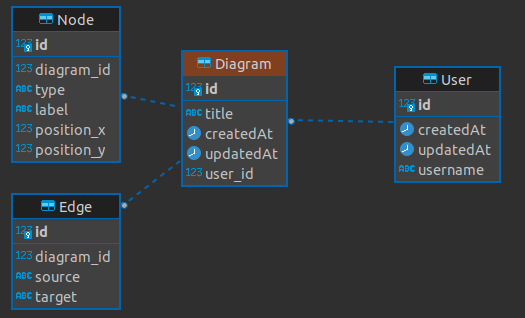 Node
123 id
123 diagram_id
ABC type
ABC label
123 position_x
123 position_y
Diagram
123 id
ABC title
createdAt
updatedAt
123 user_id
User
123 id
createdAt
updatedAt
ABC username
Edge
123 id
123 diagram_id
ABC source
ABC target